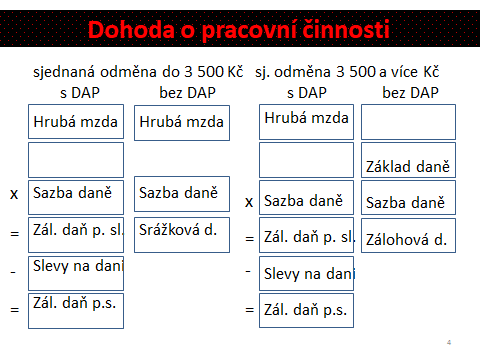 Dohoda o pracovní činnosti
sjednaná odměna do 3 500 Kč sj. odměna 3 500 a více Kč
s DAP bez DAP s DAP bez DAP
Hrubá mzda Hrubá mzda Hrubá mzda
Základ daně
x Sazba daně Sazba daně x Sazba daně Sazba daně
= Zál. daň p. sl. Srážková d. = Zál. daň p. sl. Zálohová d.
- Slevy na dani - Slevy na dani
= Zál. daň p.s. = Zál. daň p.s.
4